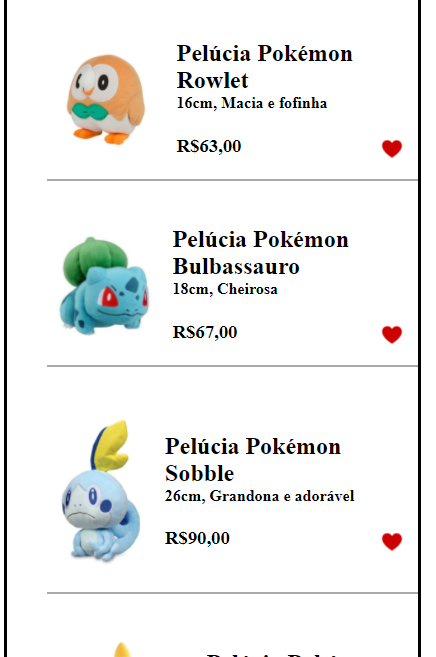 Pelúcia Pokémon
Rowlet
16cm, Macia e fofinha
R$63,00
Pelúcia Pokémon
Bulbassauro
18cm, Cheirosa
R$67,00
Pelúcia Pokémon
Sobble
26cm, Grandona e adorável
R$90,00